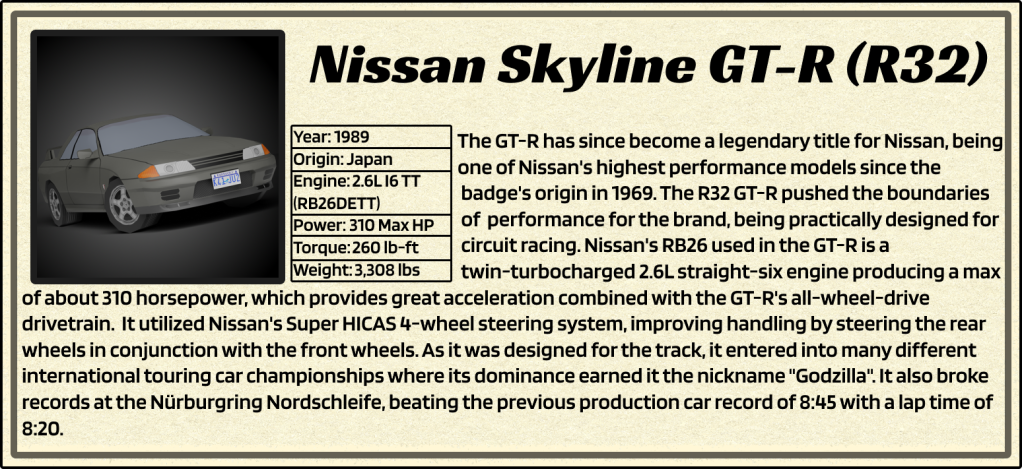 Nissan Skyline GT-R (R32)
Year: 1989
Origin: Japan
Engine: 2.6L I6 TT
(RB26DETT)
Power: 310 Max HP
Torque: 260 lb-ft
Weight: 3,308 lbs
The GT-R has since become a legendary title for Nissan, being
one of Nissan's highest performance models since the
badge's origin in 1969. The R32 GT-R pushed the boundaries
of performance for the brand, being practically designed for
circuit racing. Nissan's RB26 used in the GT-R is a
twin-turbocharged 2.6L straight-six engine producing a max
of about 310 horsepower, which provides great acceleration combined with the GT-R's all-wheel-drive
drivetrain. It utilized Nissan's Super HICAS 4-wheel steering system, improving handling by steering the rear
wheels in conjunction with the front wheels. As it was designed for the track, it entered into many different
international touring car championships where its dominance earned it the nickname "Godzilla". It also broke
records at the Nürburgring Nordschleife, beating the previous production car record of 8:45 with a lap time of
8:20.